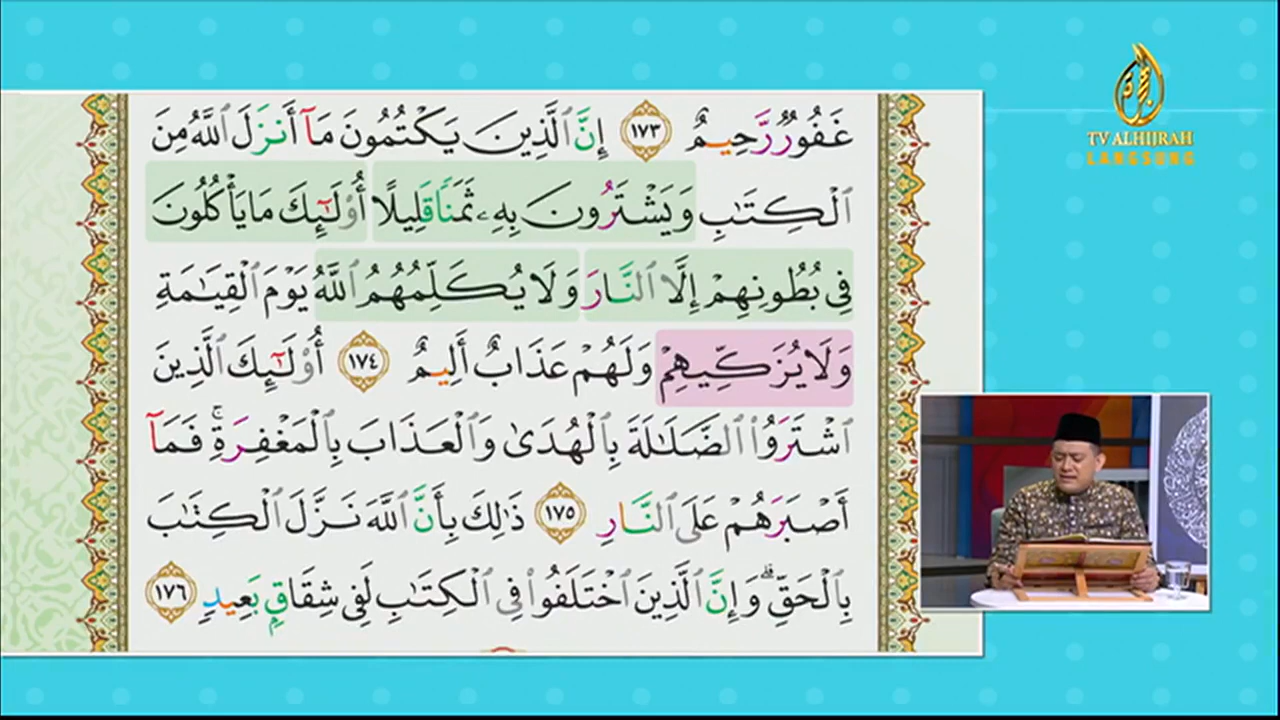 غَفُورٌ رَّحِيمٌ ١٧٣ إِنَّ ٱلَّذِينَ يَكْتُمُونَ مَآ أَنزَلَ ٱللَّهُ مِنَ
ٱلْكِتَٰبِ وَيَشْتَرُونَ بِهِۦ ثَمَنًا قَلِيلًا أُو۟لَٰٓئِكَ مَا يَأْكُلُونَ
فِى بُطُونِهِمْ إِلَّا ٱلنَّارَ وَلَا يُكَلِّمُهُمُ ٱللَّهُ يَوْمَ ٱلْقِيَٰمَةِ
وَلَا يُزَكِّيهِمْ وَلَهُمْ عَذَابٌ أَلِيمٌ ١٧٤ أُو۟لَٰٓئِكَ ٱلَّذِينَ
ٱشْتَرَوُا۟ ٱلضَّلَٰلَةَ بِٱلْهُدَىٰ وَٱلْعَذَابَ بِٱلْمَغْفِرَةِۚ فَمَآ
أَصْبَرَهُمْ عَلَى ٱلنَّارِ ١٧٥ ذَٰلِكَ بِأَنَّ ٱللَّهَ نَزَّلَ ٱلْكِتَٰبَ
بِٱلْحَقِّۗ وَإِنَّ ٱلَّذِينَ ٱخْتَلَفُوا۟ فِى ٱلْكِتَٰبِ لَفِى شِقَاقٍۭ بَعِيدٍ ١٧٦
TV ALHIJRAH
LANGSUNG